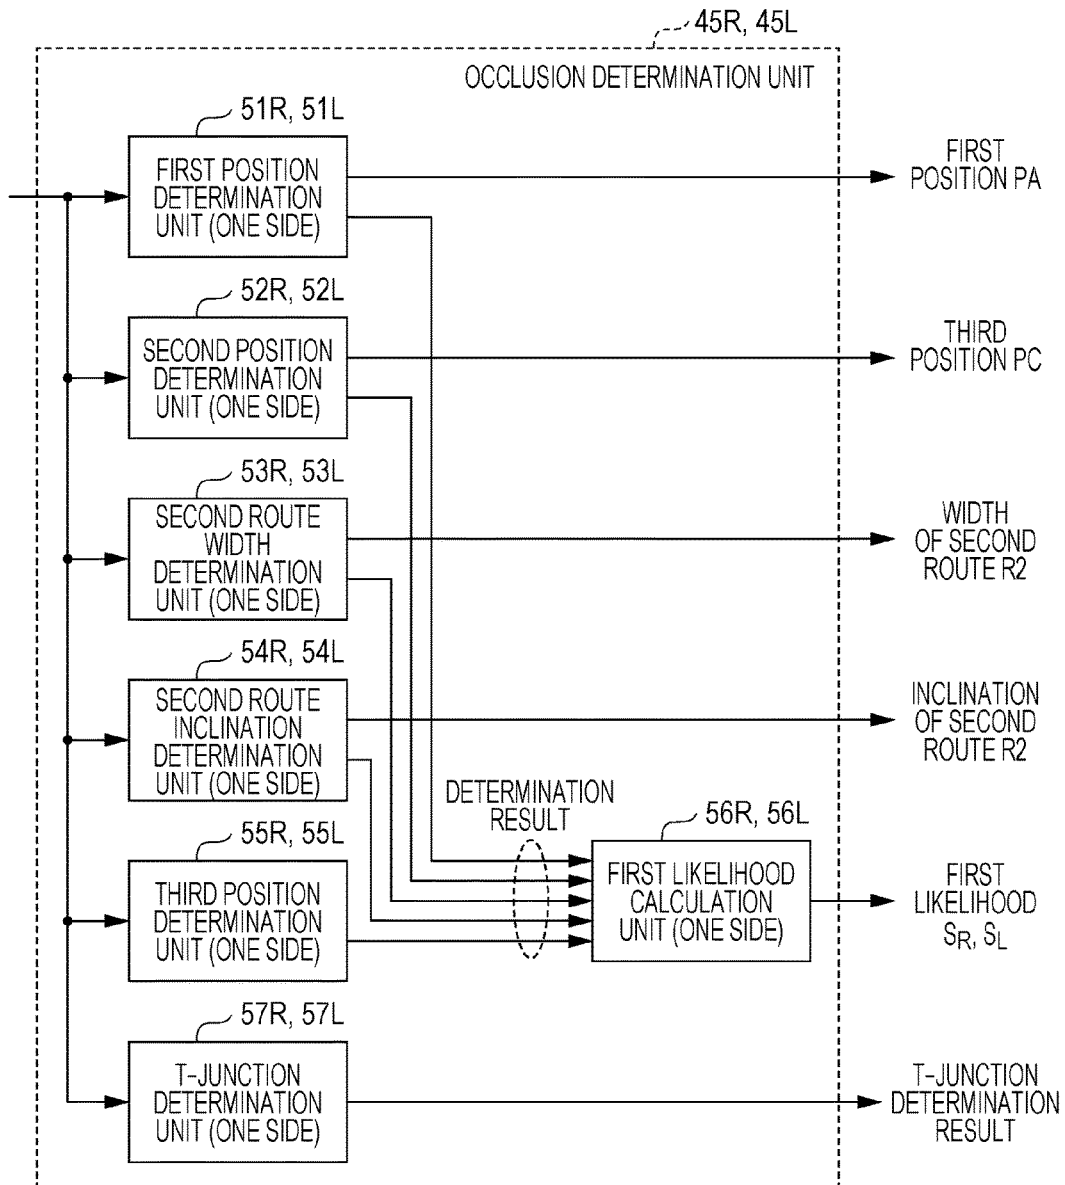 45R, 45L
OCCLUSION DETERMINATION UNIT
51R, 51L
FIRST POSITION
DETERMINATION
UNIT (ONE SIDE)
FIRST
POSITION PA
52R, 52L
SECOND POSITION
DETERMINATION
UNIT (ONE SIDE)
THIRD
POSITION PC
53R, 53L
SECOND ROUTE
WIDTH
DETERMINATION
UNIT (ONE SIDE)
WIDTH
OF SECOND
ROUTE R2
54R, 54L
SECOND ROUTE
INCLINATION
DETERMINATION
UNIT (ONE SIDE)
INCLINATION
OF SECOND
ROUTE R2
DETERMINATION
RESULT
55R, 55L
THIRD POSITION
DETERMINATION
UNIT (ONE SIDE)
56R, 56L
FIRST LIKELIHOOD
CALCULATION
UNIT (ONE SIDE)
FIRST
LIKELIHOOD
SR, SL
57R, 57L
T-JUNCTION
DETERMINATION
UNIT (ONE SIDE)
T-JUNCTION
DETERMINATION
RESULT